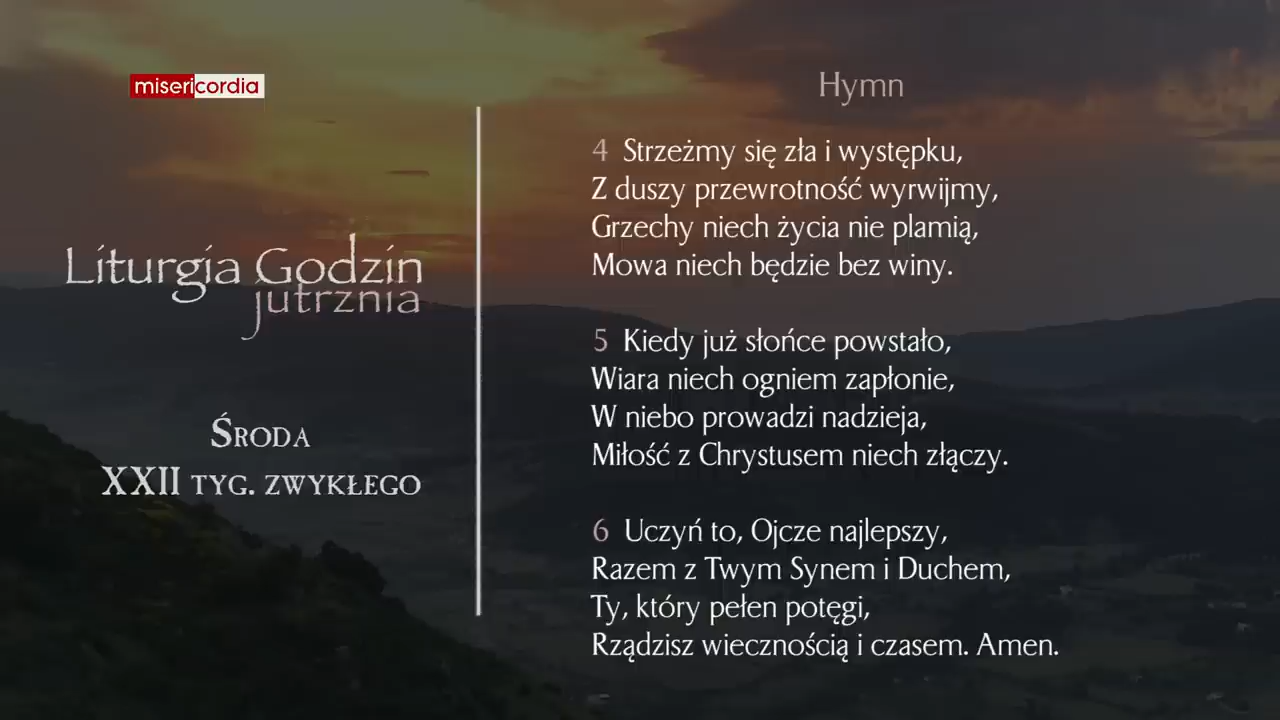 misericordia
Liturgia Godzin
jutrznia
Środa
XXII tyg. zwykłego
Hymn
4 Strzeżmy się zła i występku,
Z duszy przewrotność wyrwijmy,
Grzechy niech życia nie plamią,
Mowa niech będzie bez winy.
5 Kiedy już słońce powstało,
Wiara niech ogniem zapłonie,
W niebo prowadzi nadzieja,
Miłość z Chrystusem niech złączy.
6 Uczyń to, Ojcze najlepszy,
Razem z Twym Synem i Duchem,
Ty, który pełen potęgi,
Rządzisz wiecznością i czasem. Amen.